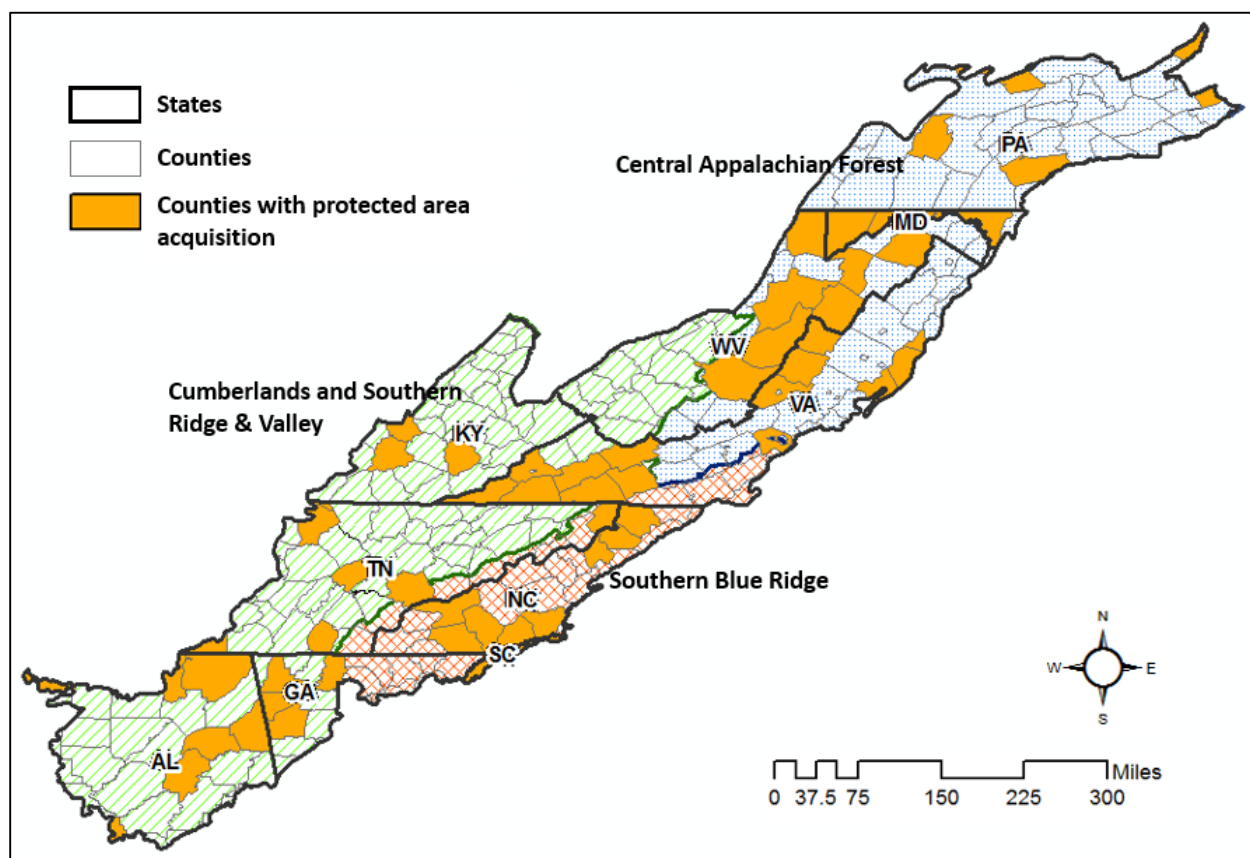 States
Counties
Counties with protected area
acquisition
Central Appalachian Forest
PA
MD
WV
VA
Cumberlands and Southern
Ridge & Valley
KY
TN
NC
Southern Blue Ridge
SC
GA
AL
N
W E
S
Miles
0 37.5 75 150 225 300